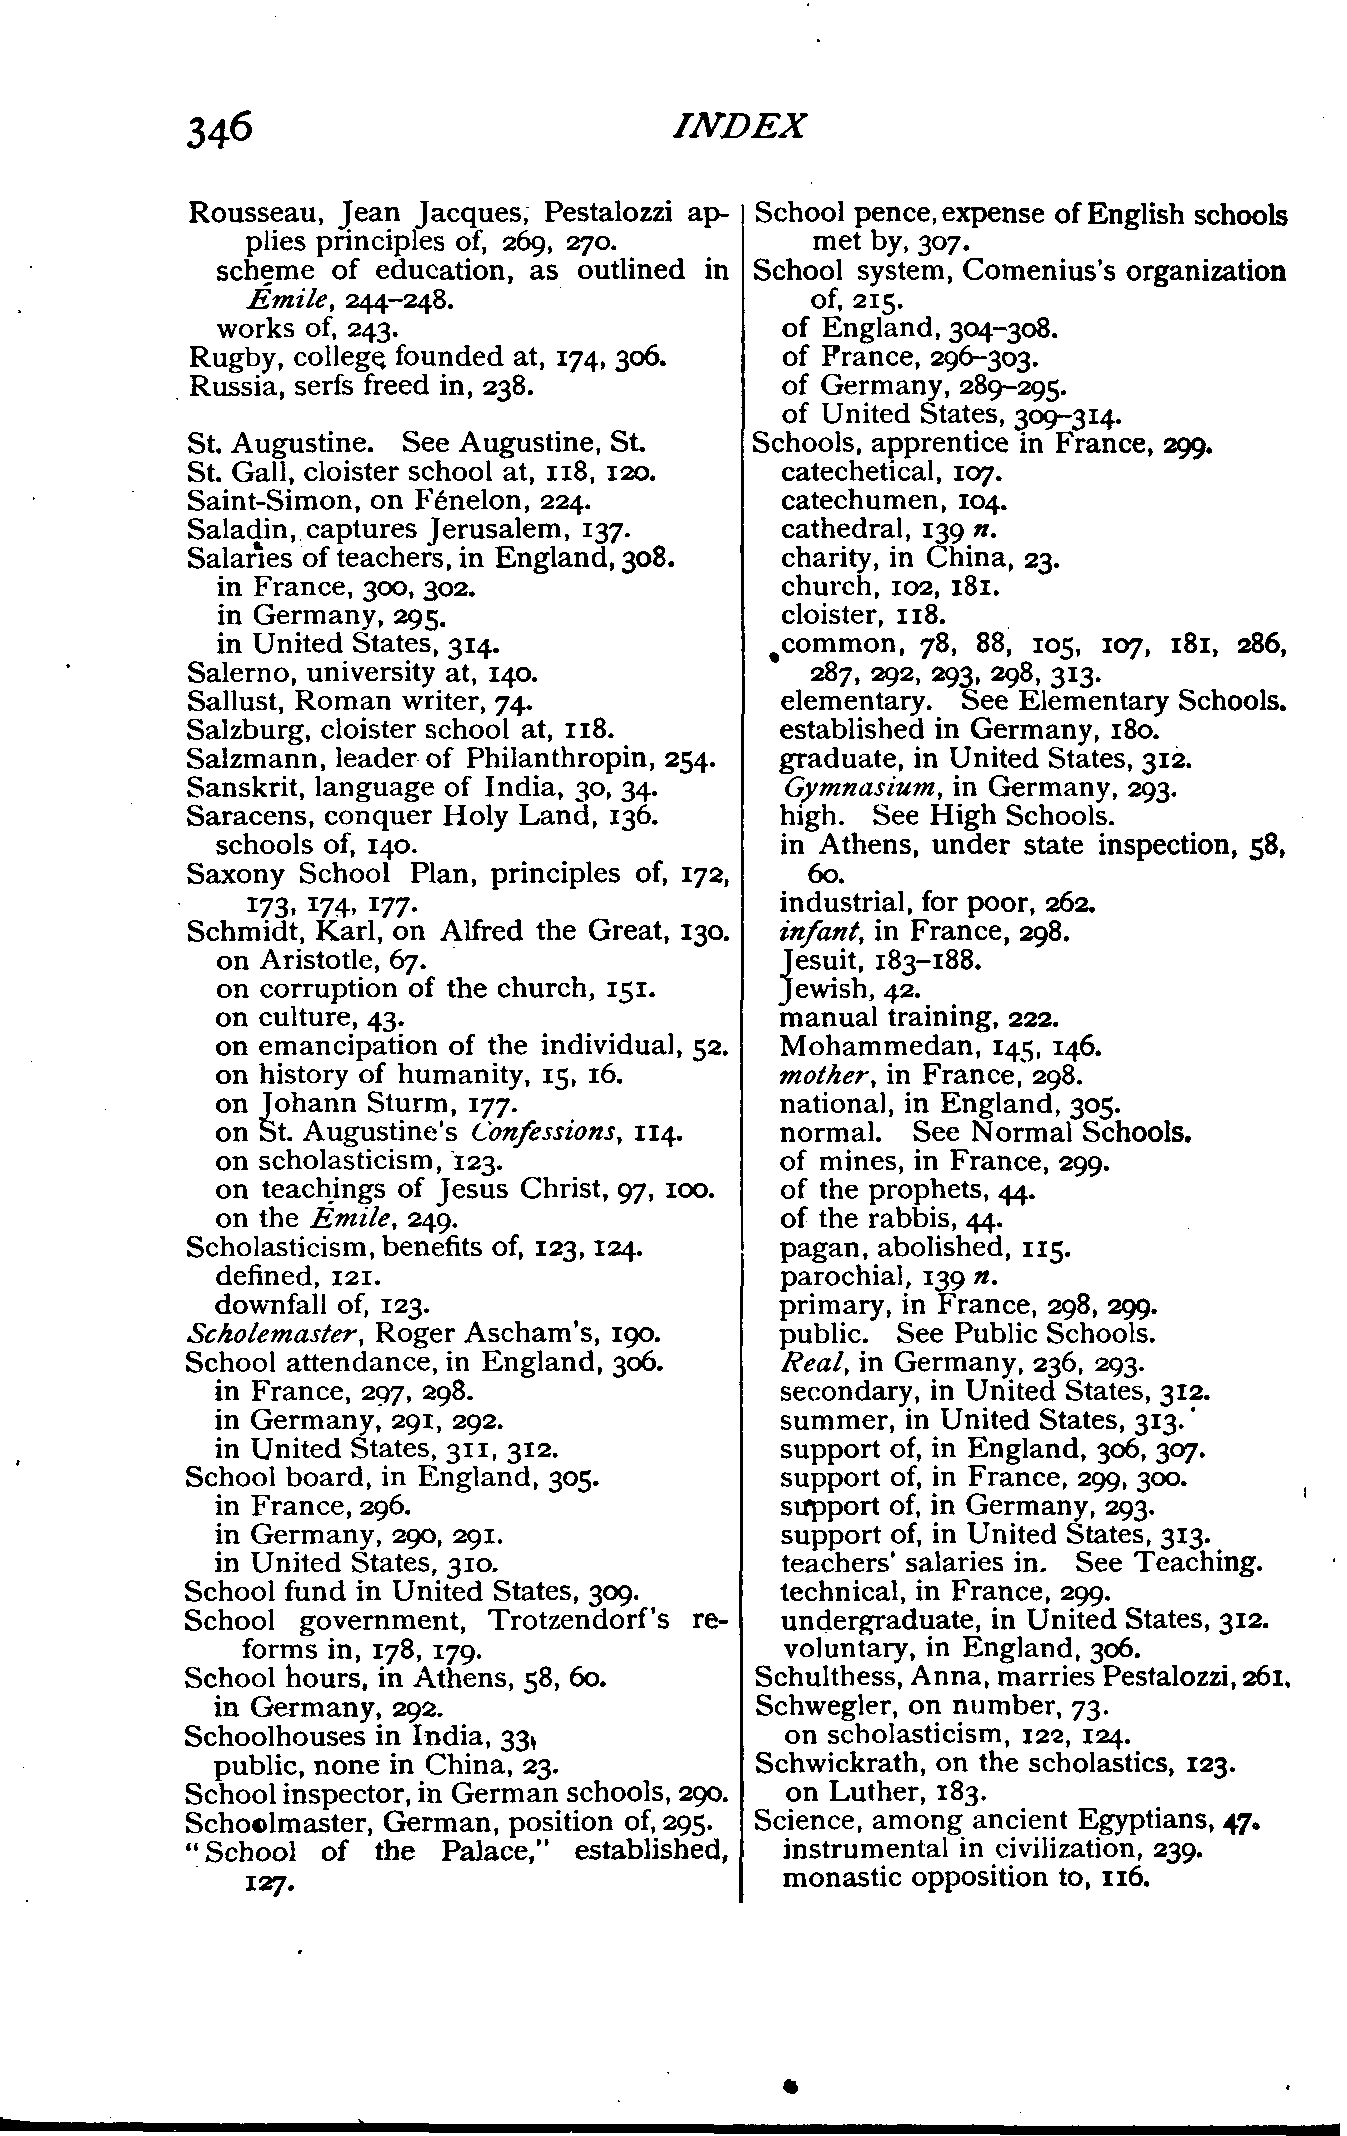 346 INDEX
Rousseau, Jean Jacques, Pestalozzi ap-
plies principles of, 269, 270.
scheme of education, as outlined in
Émile, 244–248.
works of, 243.
Rugby, college founded at, 174, 306.
Russia, serfs freed in, 238.
St. Augustine. See Augustine, St.
St. Gall, cloister school at, 118, 120.
Saint-Simon, on Fénelon, 224.
Saladin, captures Jerusalem, 137.
Salaries of teachers, in England, 308.
in France, 300, 302.
in Germany, 295.
in United States, 314.
Salerno, university at, 140.
Sallust, Roman writer, 74.
Salzburg, cloister school at, 118.
Salzmann, leader of Philanthropin, 254.
Sanskrit, language of India, 30, 34.
Saracens, conquer Holy Land, 136.
schools of, 140.
Saxony School Plan, principles of, 172,
173, 174, 177.
Schmidt, Karl, on Alfred the Great, 130.
on Aristotle, 67.
on corruption of the church, 151.
on culture, 43.
on emancipation of the individual, 52.
on history of humanity, 15, 16.
on Johann Sturm, 177.
on St. Augustine's Confessions, 114.
on scholasticism, 123.
on teachings of Jesus Christ, 97, 100.
on the Émile, 249.
Scholasticism, benefits of, 123, 124.
defined, 121.
downfall of, 123.
Scholemaster, Roger Ascham's, 190.
School attendance, in England, 306.
in France, 297, 298.
in Germany, 291, 292.
in United States, 311, 312.
School board, in England, 305.
in France, 296.
in Germany, 290, 291.
in United States, 310.
School fund in United States, 309.
School government, Trotzendorf's re-
forms in, 178, 179.
School hours, in Athens, 58, 60.
in Germany, 292.
Schoolhouses in India, 33,
public, none in China, 23.
School inspector, in German schools, 290.
Schoolmaster, German, position of, 295.
"School of the Palace," established,
127.
School pence, expense of English schools
met by, 307.
School system, Comenius's organization
of, 215.
of England, 304–308.
of France, 296–303.
of Germany, 289–295.
of United States, 309–314.
Schools, apprentice in France, 299.
catechetical, 107.
catechumen, 104.
cathedral, 139 n.
charity, in China, 23.
church, 102, 181.
cloister, 118.
common, 78, 88, 105, 107, 181, 286,
287, 292, 293, 298, 313.
elementary. See Elementary Schools.
established in Germany, 180.
graduate, in United States, 312.
Gymnasium, in Germany, 293.
high. See High Schools.
in Athens, under state inspection, 58,
60.
industrial, for poor, 262.
infant, in France, 298.
Jesuit, 183–188.
Jewish, 42.
manual training, 222.
Mohammedan, 145, 146.
mother, in France, 298.
national, in England, 305.
normal. See Normal Schools.
of mines, in France, 299.
of the prophets, 44.
of the rabbis, 44.
pagan, abolished, 115.
parochial, 139 n.
primary, in France, 298, 299.
public. See Public Schools.
Real, in Germany, 236, 293.
secondary, in United States, 312.
summer, in United States, 313.
support of, in England, 306, 307.
support of, in France, 299, 300.
support of, in Germany, 293.
support of, in United States, 313.
teachers' salaries in. See Teaching.
technical, in France, 299.
undergraduate, in United States, 312.
voluntary, in England, 306.
Schulthess, Anna, marries Pestalozzi, 261.
Schwegler, on number, 73.
on scholasticism, 122, 124.
Schwickrath, on the scholastics, 123.
on Luther, 183.
Science, among ancient Egyptians, 47.
instrumental in civilization, 239.
monastic opposition to, 116.